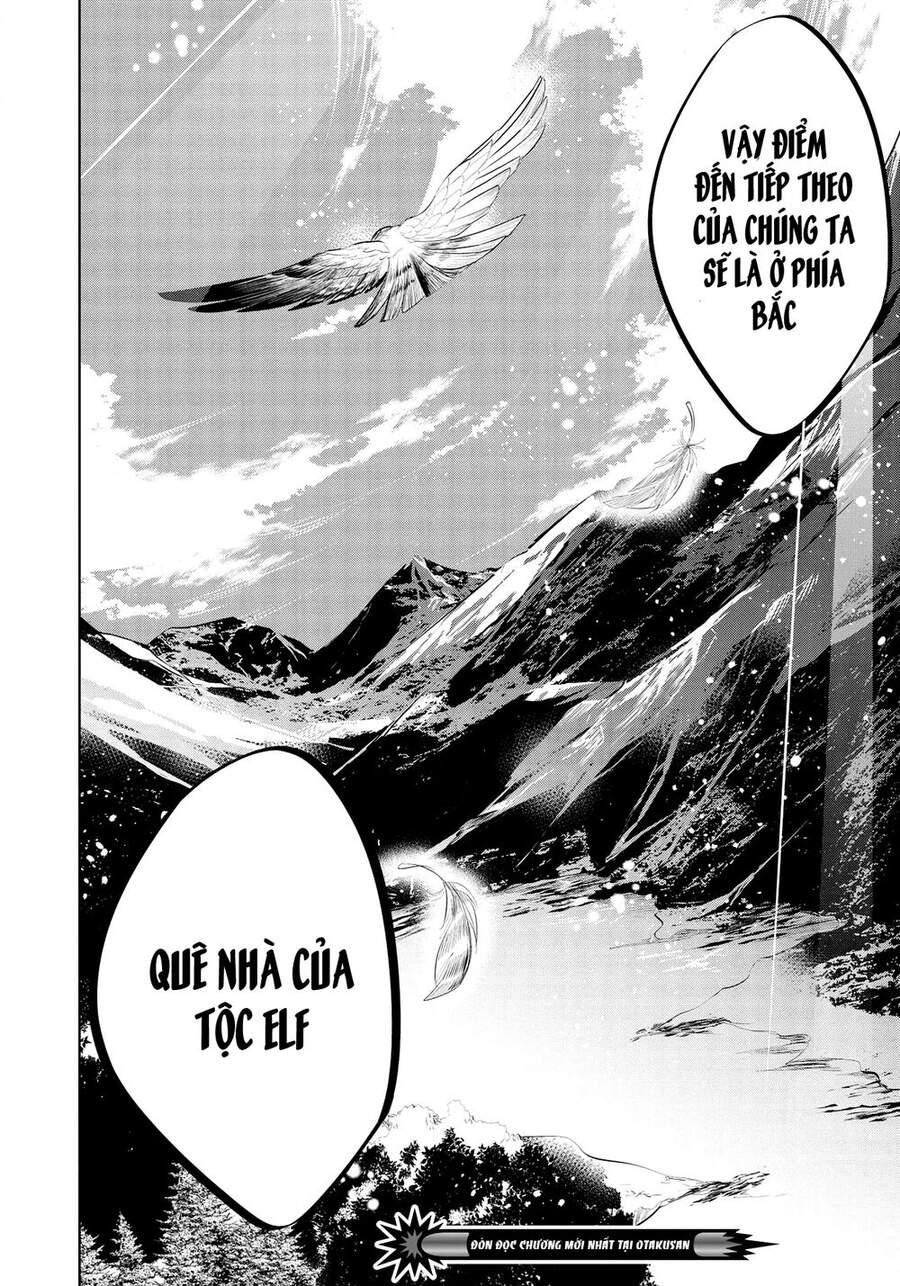 VẬY ĐIỂM
ĐẾN TIẾP THEO
CỦA CHÚNG TA
SẼ LÀ Ở PHÍA
BẮC
QUÊ NHÀ CỦA
TỘC ELF
ĐÓN ĐỌC CHƯƠNG MỚI NHẤT TẠI OTAKUSAN